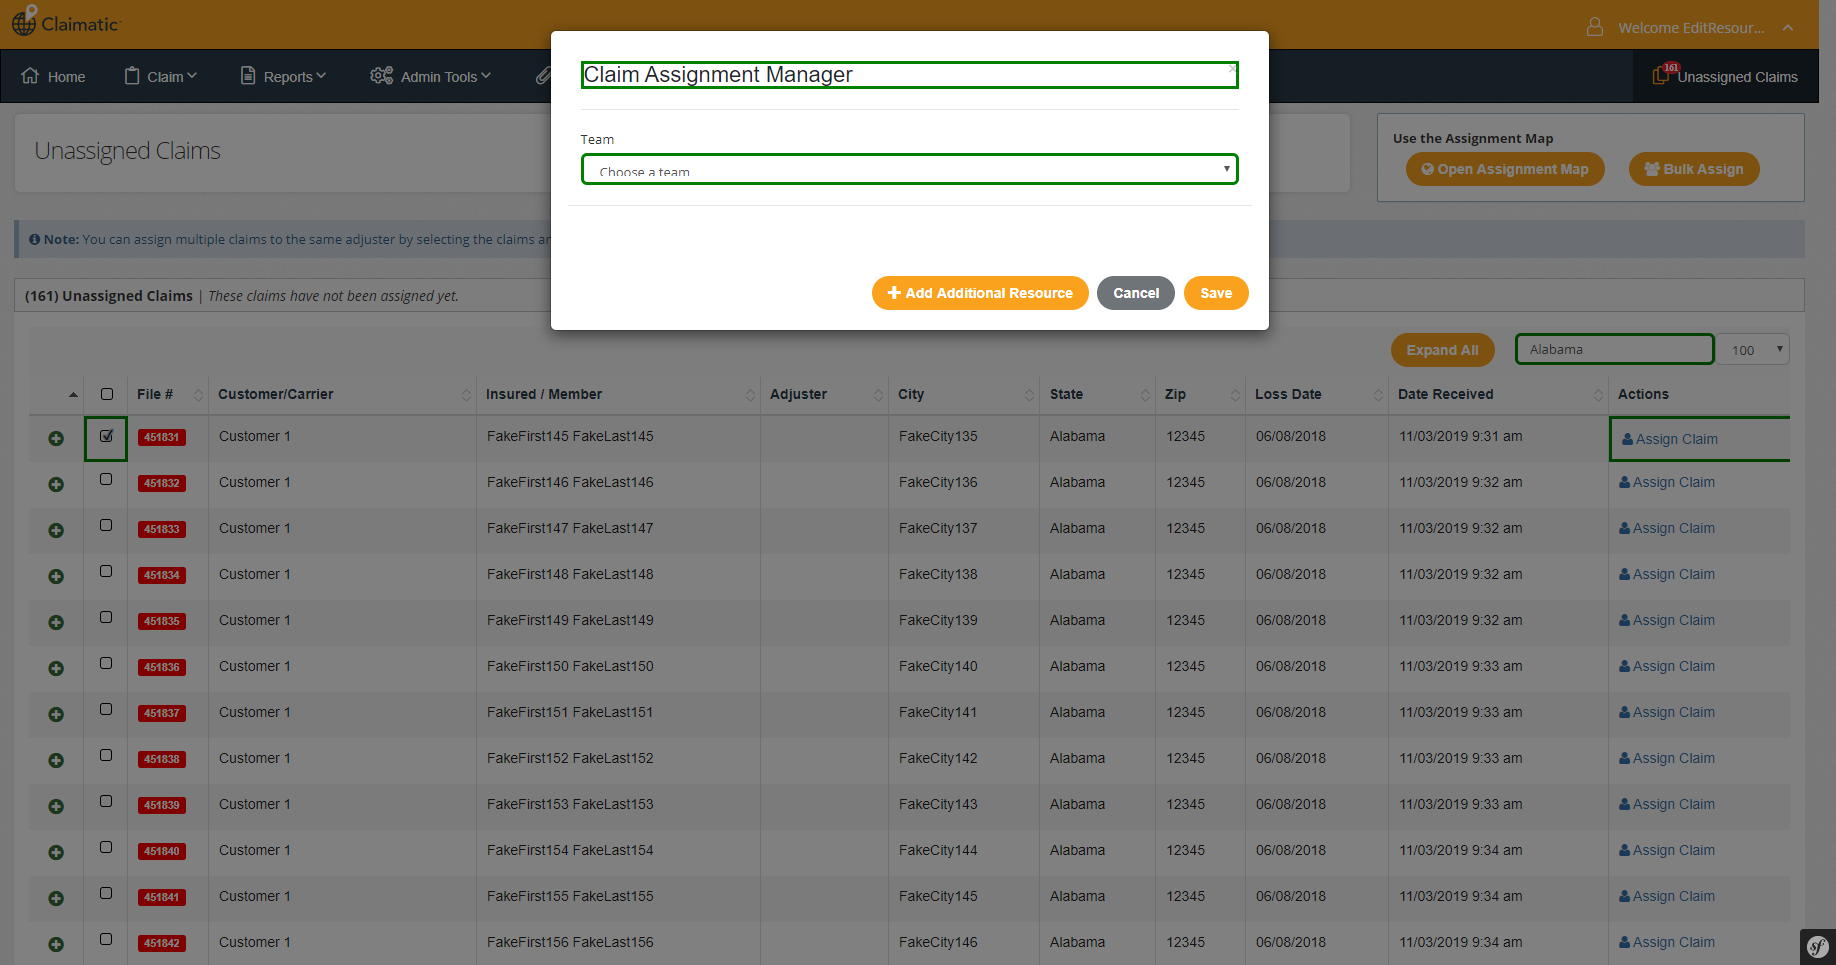 Claimatic
Welcome EditResour...
Home
Claim
Reports
Admin Tools
161
Unassigned Claims
Claim Assignment Manager
×
Team
Choose a team
+ Add Additional Resource
Cancel
Save
Unassigned Claims
Use the Assignment Map
Open Assignment Map
Bulk Assign
Note: You can assign multiple claims to the same adjuster by selecting the claims
(161) Unassigned Claims | These claims have not been assigned yet.
Expand All
Alabama
100
File # Customer/Carrier Insured / Member Adjuster City State Zip Loss Date Date Received Actions
451831 Customer 1 FakeFirst145 FakeLast145 FakeCity135 Alabama 12345 06/08/2018 11/03/2019 9:31 am Assign Claim
451832 Customer 1 FakeFirst146 FakeLast146 FakeCity136 Alabama 12345 06/08/2018 11/03/2019 9:32 am Assign Claim
451833 Customer 1 FakeFirst147 FakeLast147 FakeCity137 Alabama 12345 06/08/2018 11/03/2019 9:32 am Assign Claim
451834 Customer 1 FakeFirst148 FakeLast148 FakeCity138 Alabama 12345 06/08/2018 11/03/2019 9:32 am Assign Claim
451835 Customer 1 FakeFirst149 FakeLast149 FakeCity139 Alabama 12345 06/08/2018 11/03/2019 9:32 am Assign Claim
451836 Customer 1 FakeFirst150 FakeLast150 FakeCity140 Alabama 12345 06/08/2018 11/03/2019 9:33 am Assign Claim
451837 Customer 1 FakeFirst151 FakeLast151 FakeCity141 Alabama 12345 06/08/2018 11/03/2019 9:33 am Assign Claim
451838 Customer 1 FakeFirst152 FakeLast152 FakeCity142 Alabama 12345 06/08/2018 11/03/2019 9:33 am Assign Claim
451839 Customer 1 FakeFirst153 FakeLast153 FakeCity143 Alabama 12345 06/08/2018 11/03/2019 9:33 am Assign Claim
451840 Customer 1 FakeFirst154 FakeLast154 FakeCity144 Alabama 12345 06/08/2018 11/03/2019 9:34 am Assign Claim
451841 Customer 1 FakeFirst155 FakeLast155 FakeCity145 Alabama 12345 06/08/2018 11/03/2019 9:34 am Assign Claim
451842 Customer 1 FakeFirst156 FakeLast156 FakeCity146 Alabama 12345 06/08/2018 11/03/2019 9:34 am Assign Claim
sf